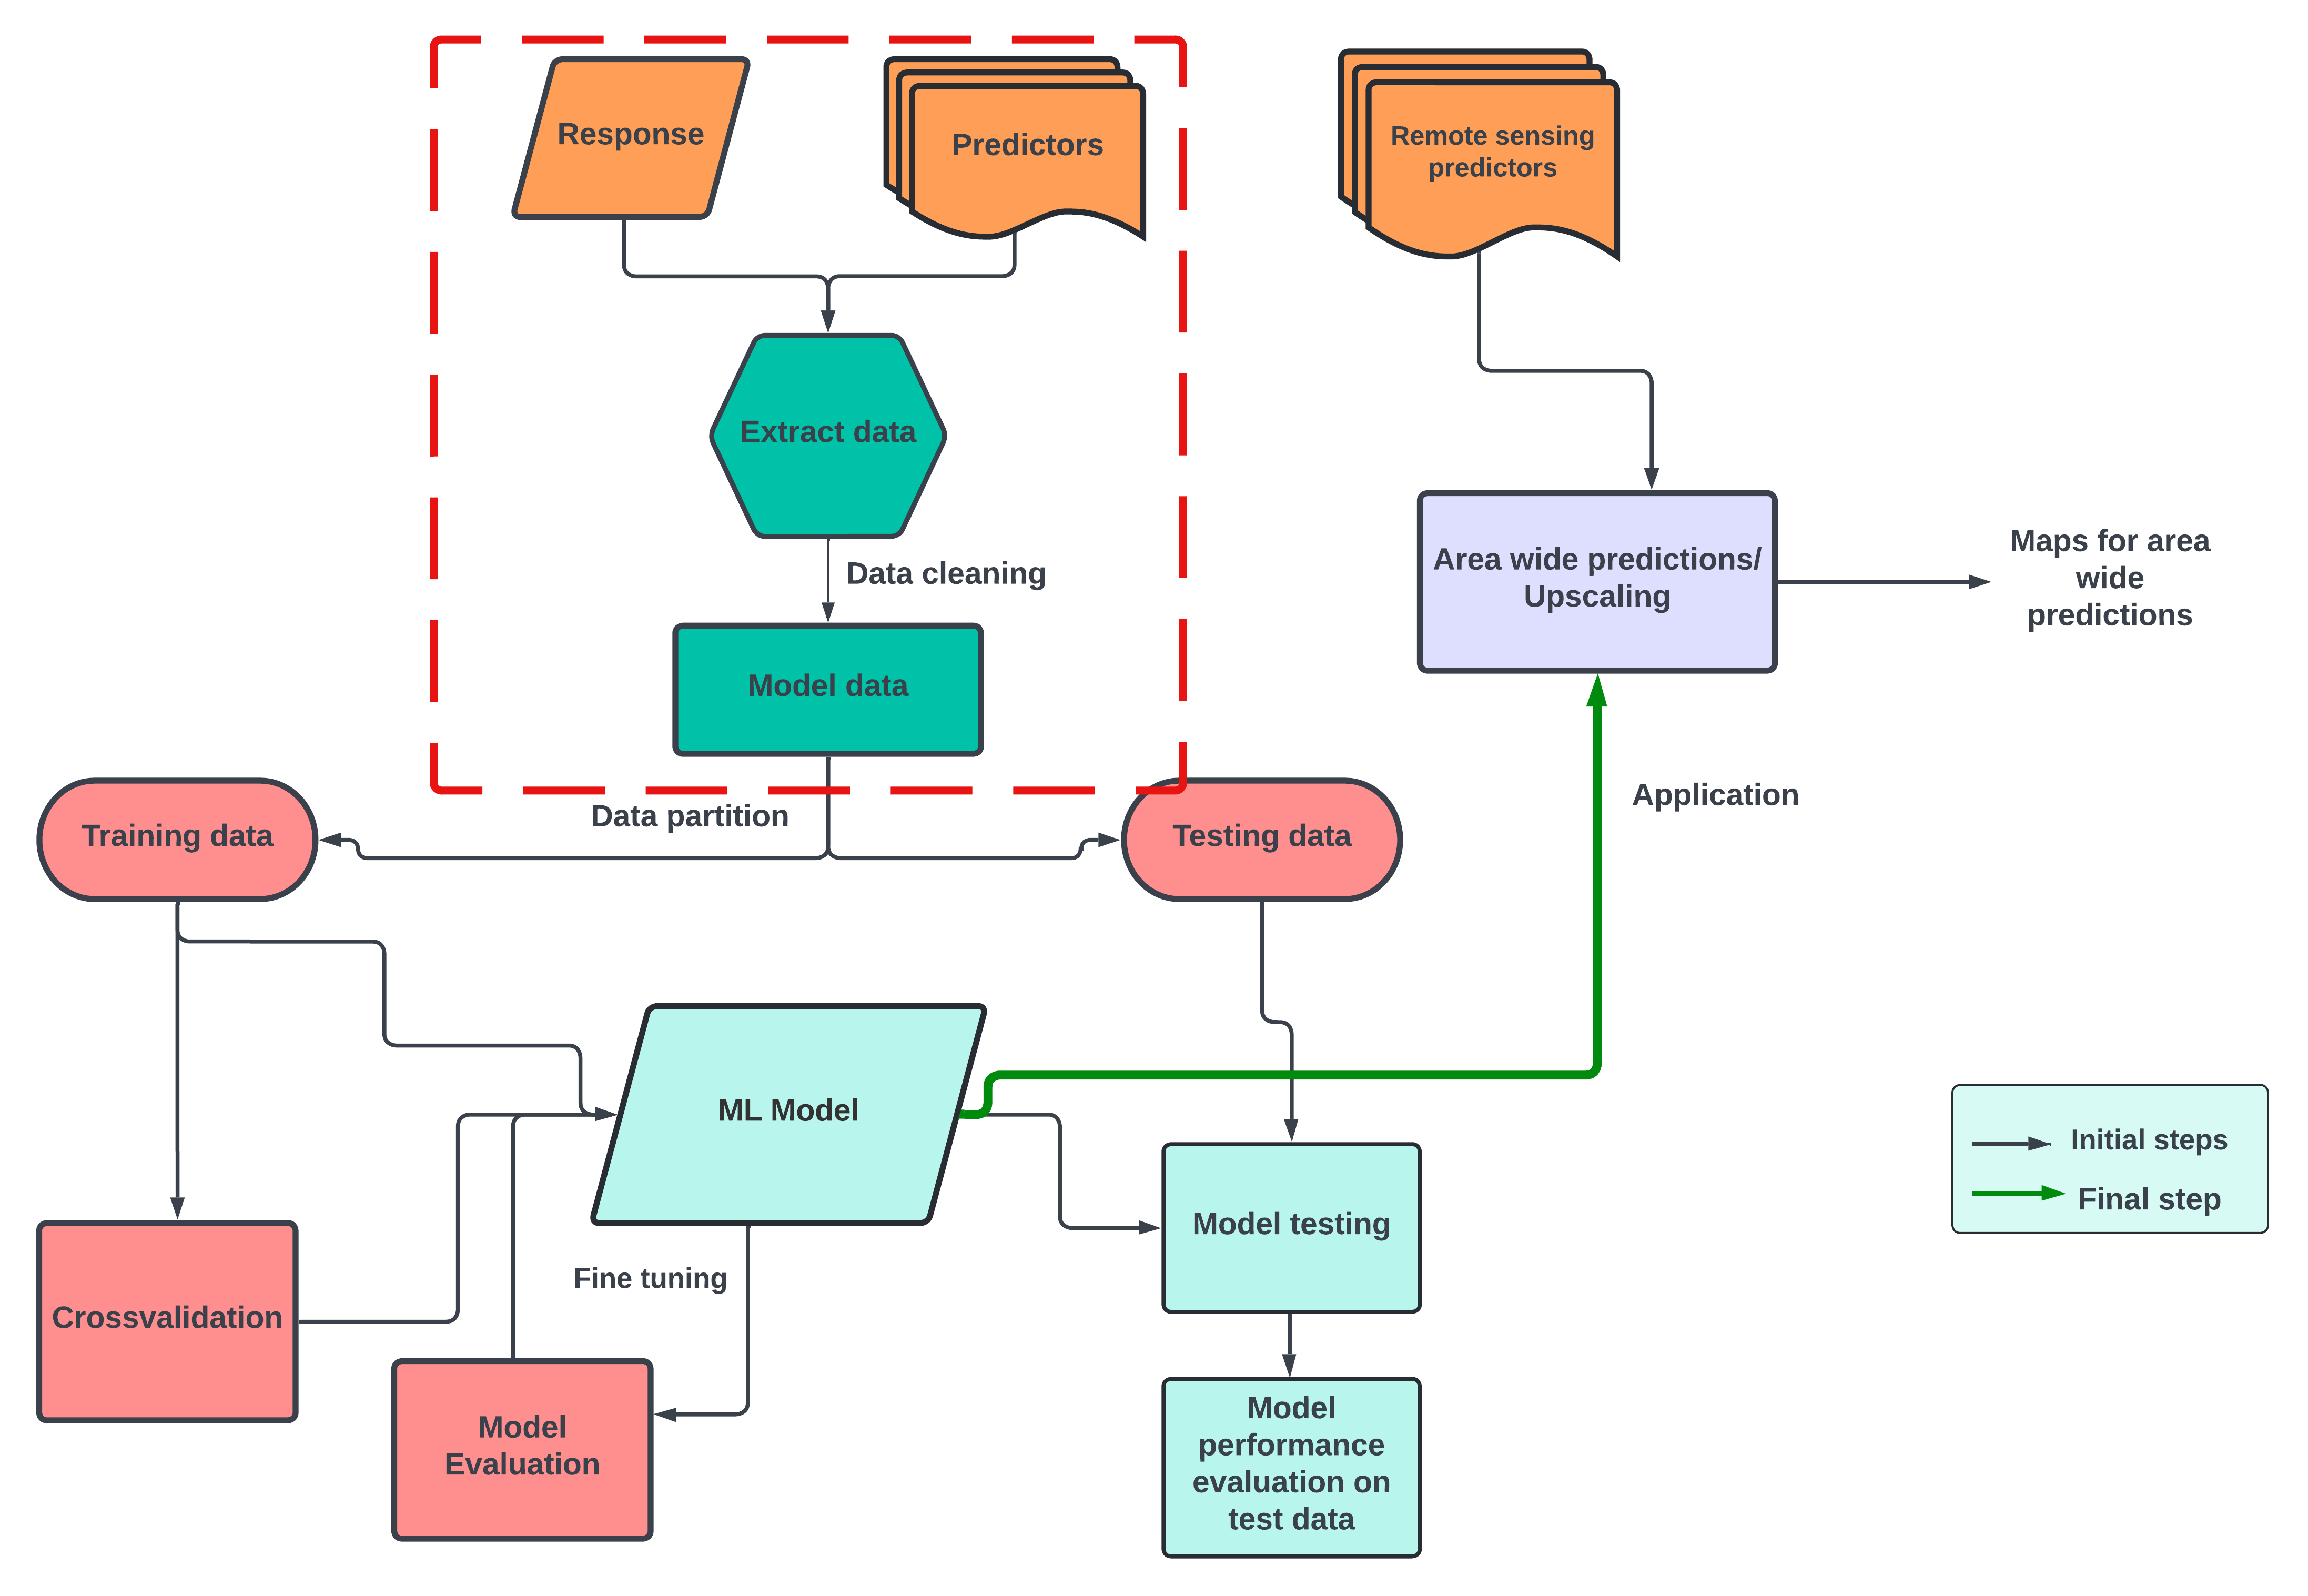 Response
Predictors
Remote sensing
predictors
Extract data
Data cleaning
Area wide predictions/
Upscaling
Maps for area
wide
predictions
Model data
Data partition
Application
Training data
Testing data
ML Model
Initial steps
Final step
Model testing
Fine tuning
Crossvalidation
Model
Evaluation
Model
performance
evaluation on
test data